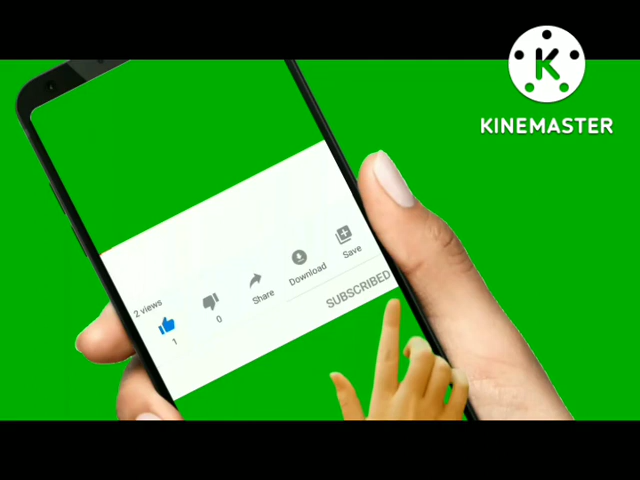 K
KINEMASTER
2 views
1
0
Share
Download
Save
SUBSCRIBED